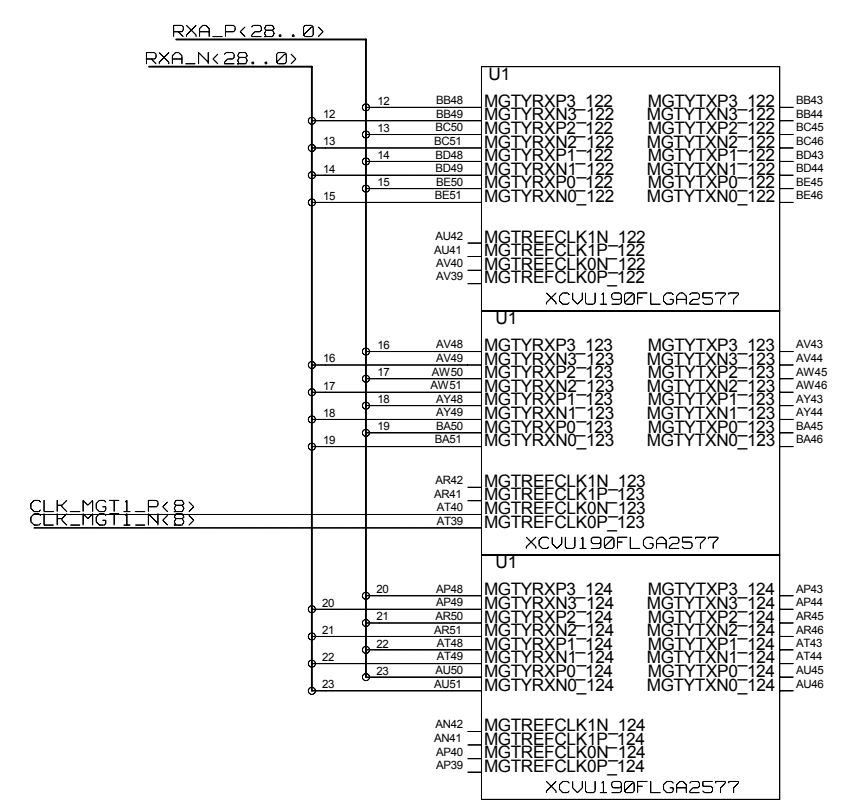 RXA_P<28..0>
RXA_N<28..0>
U1
12 BB48 MGTYRXP3_122 MGTYTXP3_122 BB43
12 BB49 MGTYRXN3_122 MGTYTXN3_122 BB44
13 BC50 MGTYRXP2_122 MGTYTXP2_122 BC45
13 BC51 MGTYRXN2_122 MGTYTXN2_122 BC46
14 BD48 MGTYRXP1_122 MGTYTXP1_122 BD43
14 BD49 MGTYRXN1_122 MGTYTXN1_122 BD44
15 BE50 MGTYRXP0_122 MGTYTXP0_122 BE45
15 BE51 MGTYRXN0_122 MGTYTXN0_122 BE46
AU42 MGTREFCLK1N_122
AU41 MGTREFCLK1P_122
AV40 MGTREFCLK0N_122
AV39 MGTREFCLK0P_122
XCVU190FLGA2577
U1
16 AV48 MGTYRXP3_123 MGTYTXP3_123 AV43
16 AV49 MGTYRXN3_123 MGTYTXN3_123 AV44
17 AW50 MGTYRXP2_123 MGTYTXP2_123 AW45
17 AW51 MGTYRXN2_123 MGTYTXN2_123 AW46
18 AY48 MGTYRXP1_123 MGTYTXP1_123 AY43
18 AY49 MGTYRXN1_123 MGTYTXN1_123 AY44
19 BA50 MGTYRXP0_123 MGTYTXP0_123 BA45
19 BA51 MGTYRXN0_123 MGTYTXN0_123 BA46
AR42 MGTREFCLK1N_123
AR41 MGTREFCLK1P_123
CLK_MGT1_P<8> AT40 MGTREFCLK0N_123
CLK_MGT1_N<8> AT39 MGTREFCLK0P_123
XCVU190FLGA2577
U1
20 AP48 MGTYRXP3_124 MGTYTXP3_124 AP43
20 AP49 MGTYRXN3_124 MGTYTXN3_124 AP44
21 AR50 MGTYRXP2_124 MGTYTXP2_124 AR45
21 AR51 MGTYRXN2_124 MGTYTXN2_124 AR46
22 AT48 MGTYRXP1_124 MGTYTXP1_124 AT43
22 AT49 MGTYRXN1_124 MGTYTXN1_124 AT44
23 AU50 MGTYRXP0_124 MGTYTXP0_124 AU45
23 AU51 MGTYRXN0_124 MGTYTXN0_124 AU46
AN42 MGTREFCLK1N_124
AN41 MGTREFCLK1P_124
AP40 MGTREFCLK0N_124
AP39 MGTREFCLK0P_124
XCVU190FLGA2577